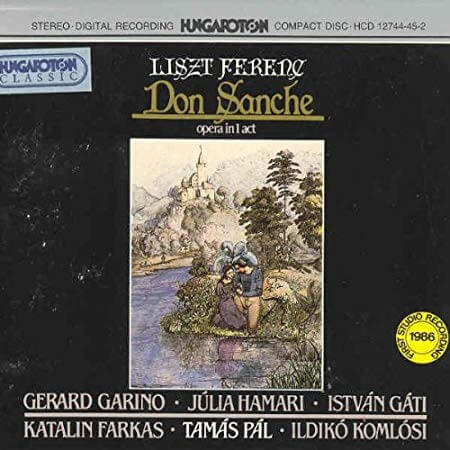 STEREO·DIGITAL RECORDING HUNGAROTON COMPACT DISC·HCD 12744-45-2
HUNGAROTON
CLASSIC
LISZT FERENC
Don Sanche
opera in 1 act
FIRST STUDIO RECORDING
1986
GERARD GARINO · JÚLIA HAMARI · ISTVÁN GÁTI
KATALIN FARKAS · TAMÁS PÁL · ILDIKÓ KOMLÓSI